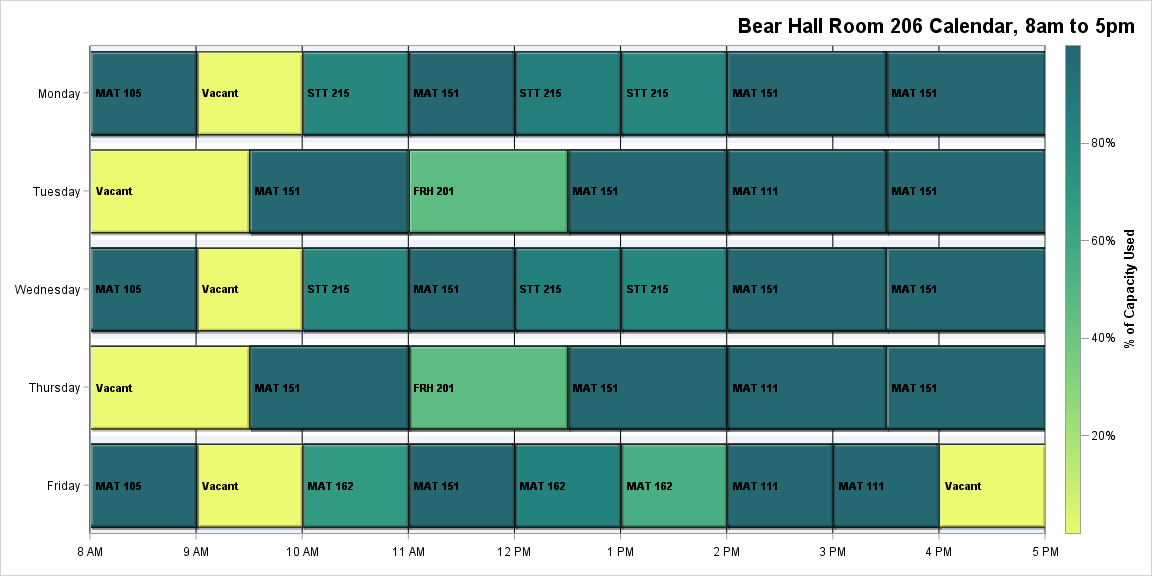 Bear Hall Room 206 Calendar, 8am to 5pm
Monday
MAT 105
Vacant
STT 215
MAT 151
STT 215
STT 215
MAT 151
MAT 151
Tuesday
Vacant
MAT 151
FRH 201
MAT 151
MAT 111
MAT 151
Wednesday
MAT 105
Vacant
STT 215
MAT 151
STT 215
STT 215
MAT 151
MAT 151
Thursday
Vacant
MAT 151
FRH 201
MAT 151
MAT 111
MAT 151
Friday
MAT 105
Vacant
MAT 162
MAT 151
MAT 162
MAT 162
MAT 111
MAT 111
Vacant
8 AM
9 AM
10 AM
11 AM
12 PM
1 PM
2 PM
3 PM
4 PM
5 PM
80%
60%
40%
20%
% of Capacity Used